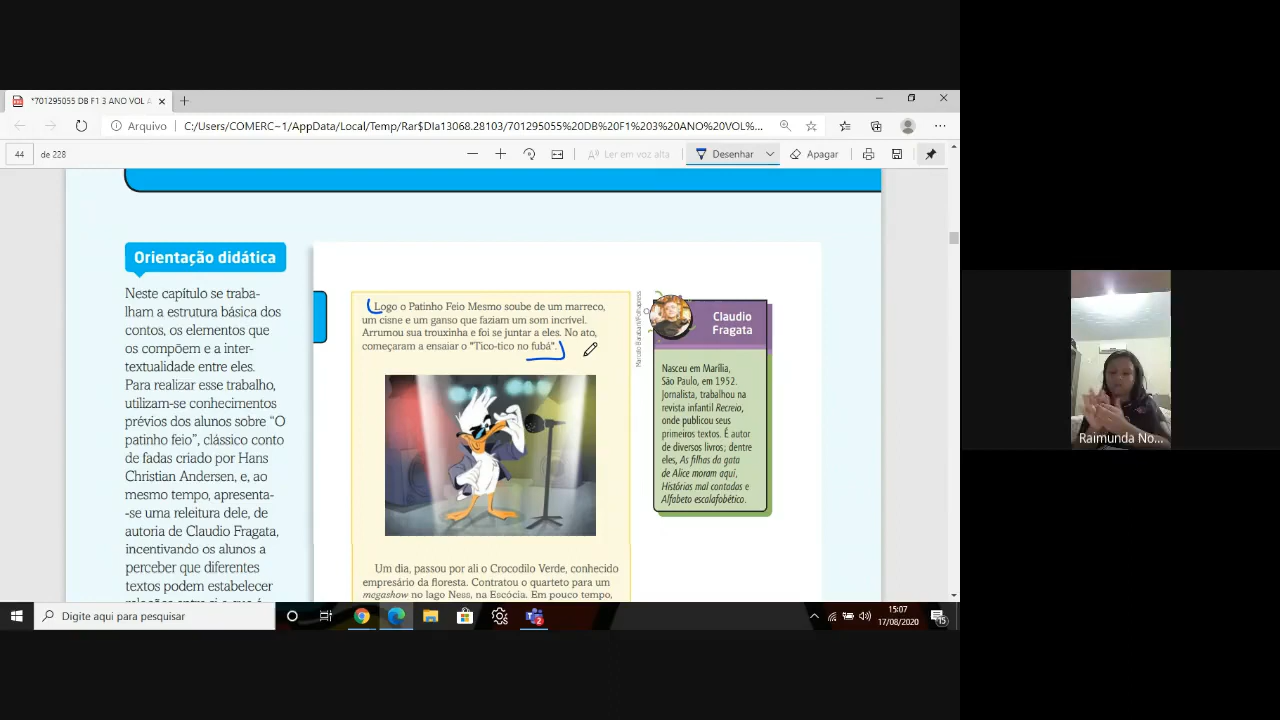 *701295055 DB F1 3 ANO VOL
Arquivo
C:/Users/COMERC~1/AppData/Local/Temp/Rar$DIa13068.28103/701295055%20DB%20F1%203%20ANO%20VOL%...
44
de 228
Ler em voz alta
Desenhar
Apagar
Orientação didática
Neste capítulo se traba-
lham a estrutura básica dos
contos, os elementos que
os compõem e a inter-
textualidade entre eles.
Para realizar esse trabalho,
utilizam-se conhecimentos
prévios dos alunos sobre “O
patinho feio”, clássico conto
de fadas criado por Hans
Christian Andersen, e, ao
mesmo tempo, apresenta-
-se uma releitura dele, de
autoria de Claudio Fragata,
incentivando os alunos a
perceber que diferentes
textos podem estabelecer
Logo o Patinho Feio Mesmo soube de um marreco,
um cisne e um ganso que faziam um som incrível.
Arrumou sua trouxinha e foi se juntar a eles. No ato,
começaram a ensaiar o "Tico-tico no fubá".
Um dia, passou por ali o Crocodilo Verde, conhecido
empresário da floresta. Contratou o quarteto para um
megashow no lago Ness, na Escócia. Em pouco tempo,
Claudio
Fragata
Nasceu em Marília,
São Paulo, em 1952.
Jornalista, trabalhou na
revista infantil Recreio,
onde publicou seus
primeiros textos. É autor
de diversos livros; dentre
eles, As filhas da gata
de Alice moram aqui,
Histórias mal contadas e
Alfabeto escalafobético.
Raimunda No...
Digite aqui para pesquisar
15:07
17/08/2020
15